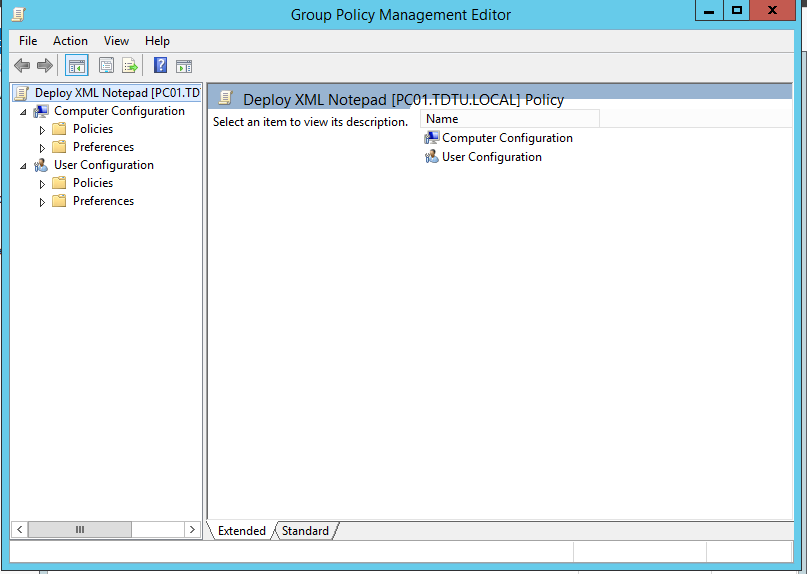 Group Policy Management Editor
File Action View Help
Deploy XML Notepad [PC01.TD
Computer Configuration
Policies
Preferences
User Configuration
Policies
Preferences
Deploy XML Notepad [PC01.TDTU.LOCAL] Policy
Select an item to view its description.
Name
Computer Configuration
User Configuration
Extended Standard